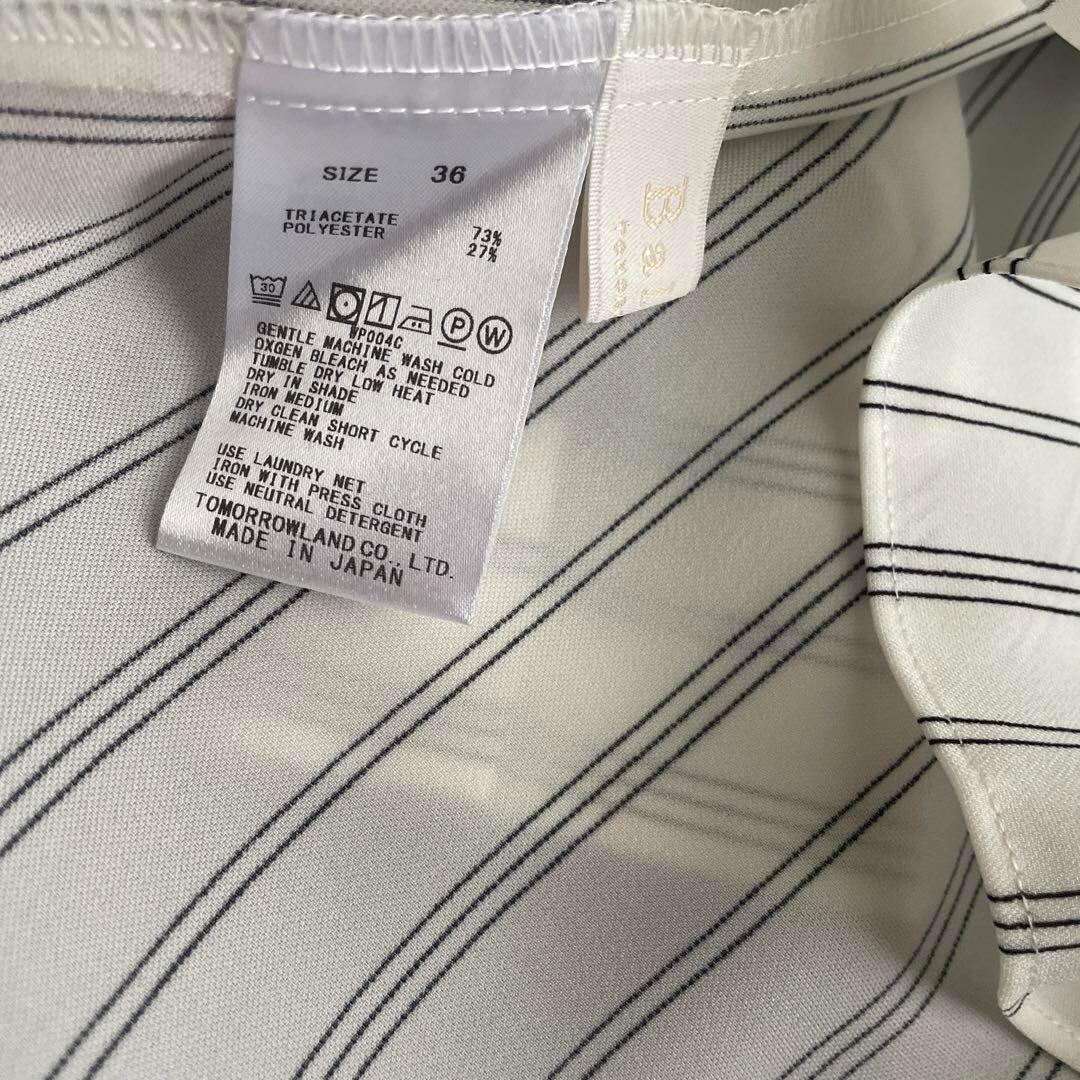 SIZE 36
TRIACETATE 73%
POLYESTER 27%
30 P W
WP004C
GENTLE MACHINE WASH COLD
OXGEN BLEACH AS NEEDED
TUMBLE DRY LOW HEAT
DRY IN SHADE
IRON MEDIUM
DRY CLEAN SHORT CYCLE
MACHINE WASH
USE LAUNDRY NET
IRON WITH PRESS CLOTH
USE NEUTRAL DETERGENT
TOMORROWLAND CO., LTD.
MADE IN JAPAN